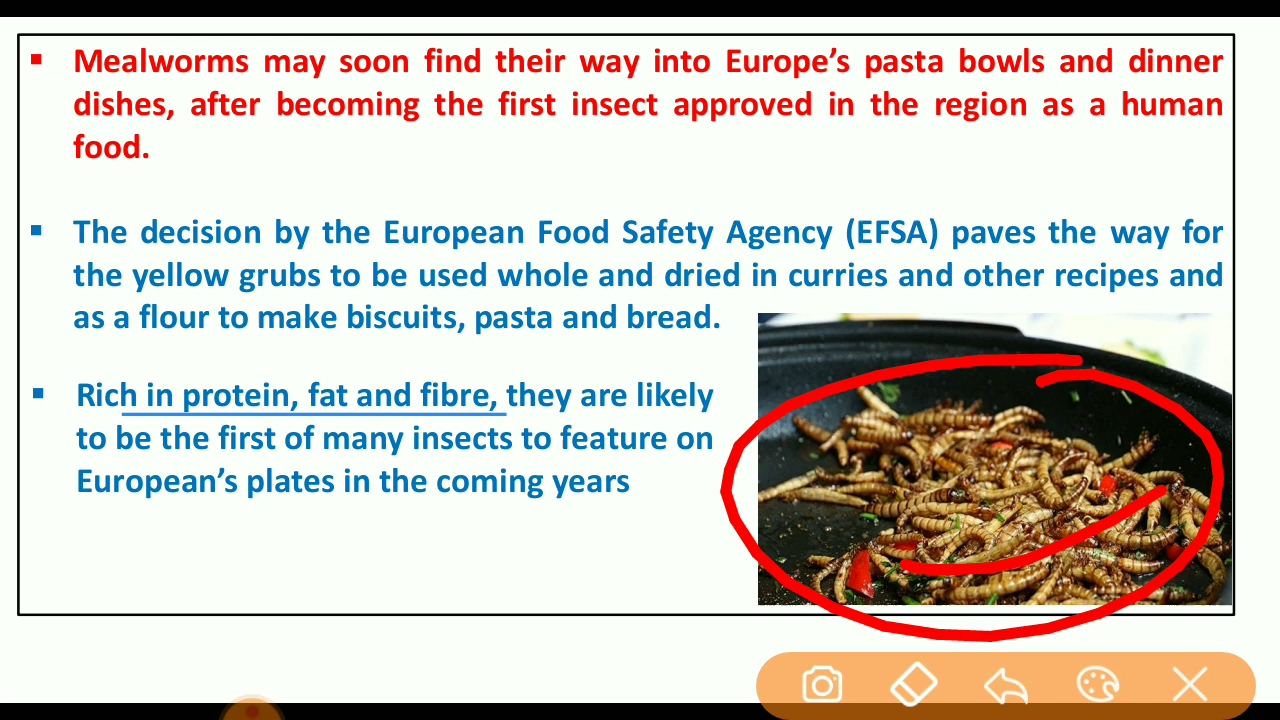 Mealworms may soon find their way into Europe’s pasta bowls and dinner
dishes, after becoming the first insect approved in the region as a human
food.
The decision by the European Food Safety Agency (EFSA) paves the way for
the yellow grubs to be used whole and dried in curries and other recipes and
as a flour to make biscuits, pasta and bread.
Rich in protein, fat and fibre, they are likely
to be the first of many insects to feature on
European’s plates in the coming years